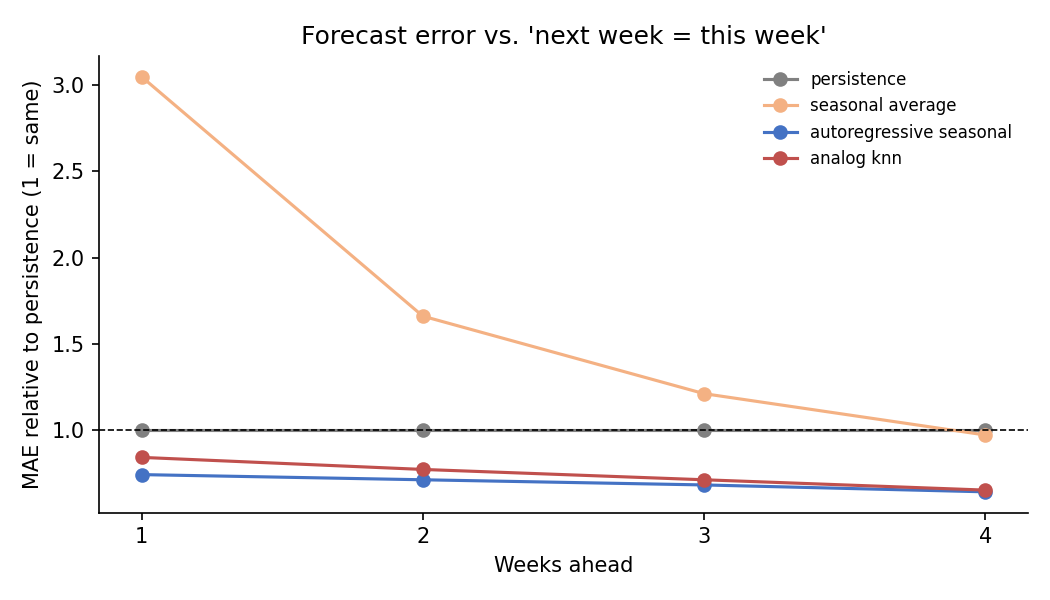 Forecast error vs. 'next week = this week'
MAE relative to persistence (1 = same)
3.0
2.5
2.0
1.5
1.0
persistence
seasonal average
autoregressive seasonal
analog knn
1
2
3
4
Weeks ahead